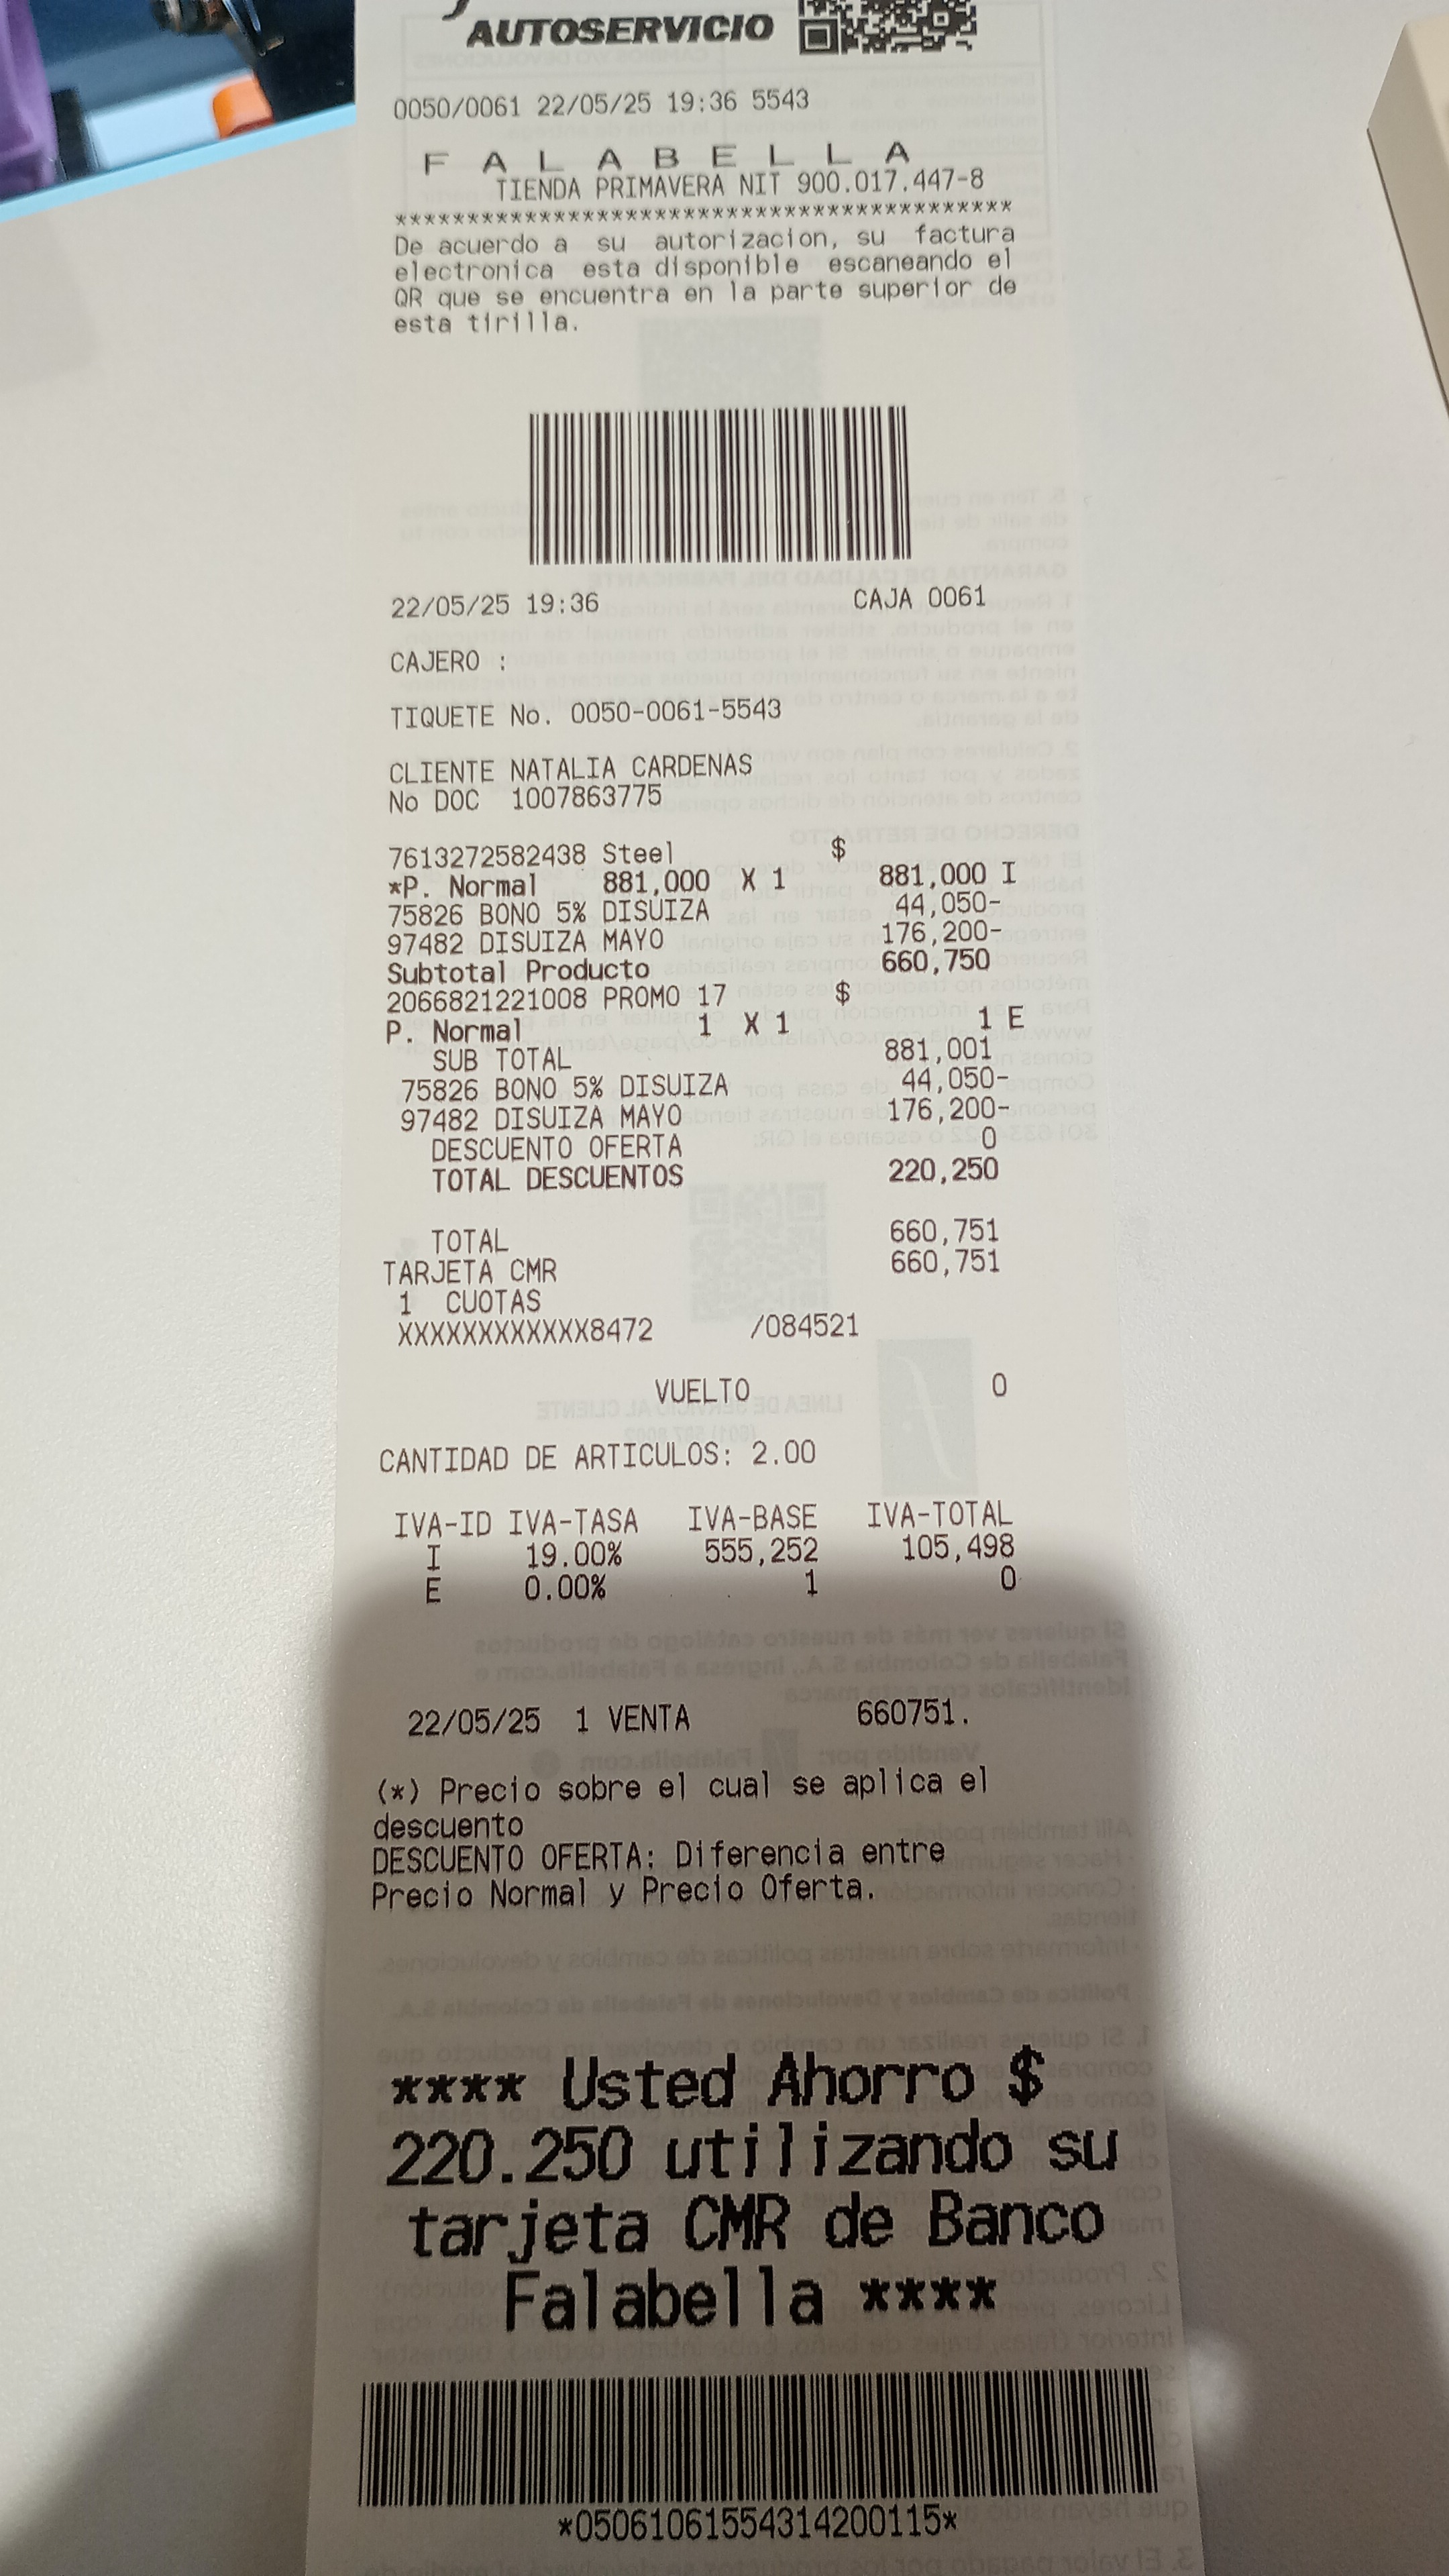 AUTOSERVICIO
0050/0061 22/05/25 19:36 5543
F A L A B E L L A
TIENDA PRIMAVERA NIT 900.017.447-8
*******************************************
De acuerdo a su autorizacion, su factura
electronica esta disponible escaneando el
QR que se encuentra en la parte superior de
esta tirilla.
22/05/25 19:36 CAJA 0061
CAJERO :
TIQUETE No. 0050-0061-5543
CLIENTE NATALIA CARDENAS
No DOC 1007863775
7613272582438 Steel $
*P. Normal 881,000 X 1 881,000 I
75826 BONO 5% DISUIZA 44,050-
97482 DISUIZA MAYO 176,200-
Subtotal Producto 660,750
2066821221008 PROMO 17 $
P. Normal 1 X 1 1 E
SUB TOTAL 881,001
75826 BONO 5% DISUIZA 44,050-
97482 DISUIZA MAYO 176,200-
DESCUENTO OFERTA 0
TOTAL DESCUENTOS 220,250
TOTAL 660,751
TARJETA CMR 660,751
1 CUOTAS
XXXXXXXXXXXX8472 /084521
VUELTO 0
CANTIDAD DE ARTICULOS: 2.00
IVA-ID IVA-TASA IVA-BASE IVA-TOTAL
I 19.00% 555,252 105,498
E 0.00% 1 0
22/05/25 1 VENTA 660751.
(*) Precio sobre el cual se aplica el
descuento
DESCUENTO OFERTA: Diferencia entre
Precio Normal y Precio Oferta.
**** Usted Ahorro $
220.250 utilizando su
tarjeta CMR de Banco
Falabella ****
*05061061554314200115*